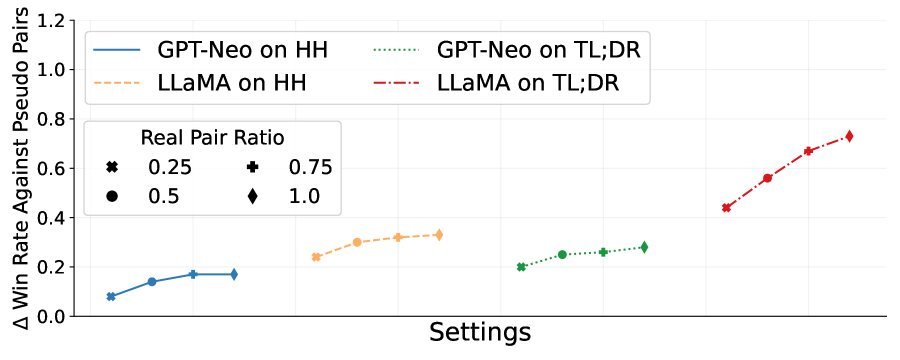 Δ Win Rate Against Pseudo Pairs
1.2
1.0
0.8
0.6
0.4
0.2
0.0
GPT-Neo on HH
GPT-Neo on TL;DR
LLaMA on HH
LLaMA on TL;DR
Real Pair Ratio
0.25
0.75
0.5
1.0
Settings